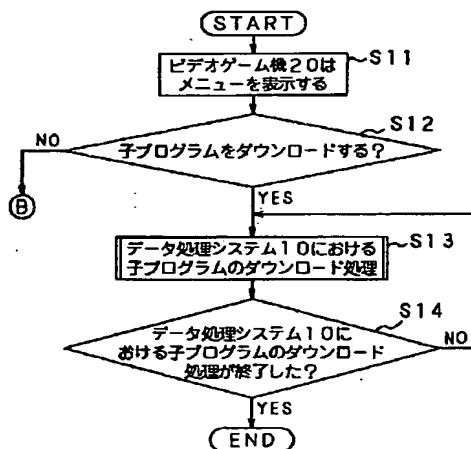 START
ビデオゲーム機20は
メニューを表示する
S11
S12
NO
子プログラムをダウンロードする?
B
YES
データ処理システム10における
子プログラムのダウンロード処理
S13
S14
データ処理システム10に
おける子プログラムのダウンロード
処理が終了した?
NO
YES
END